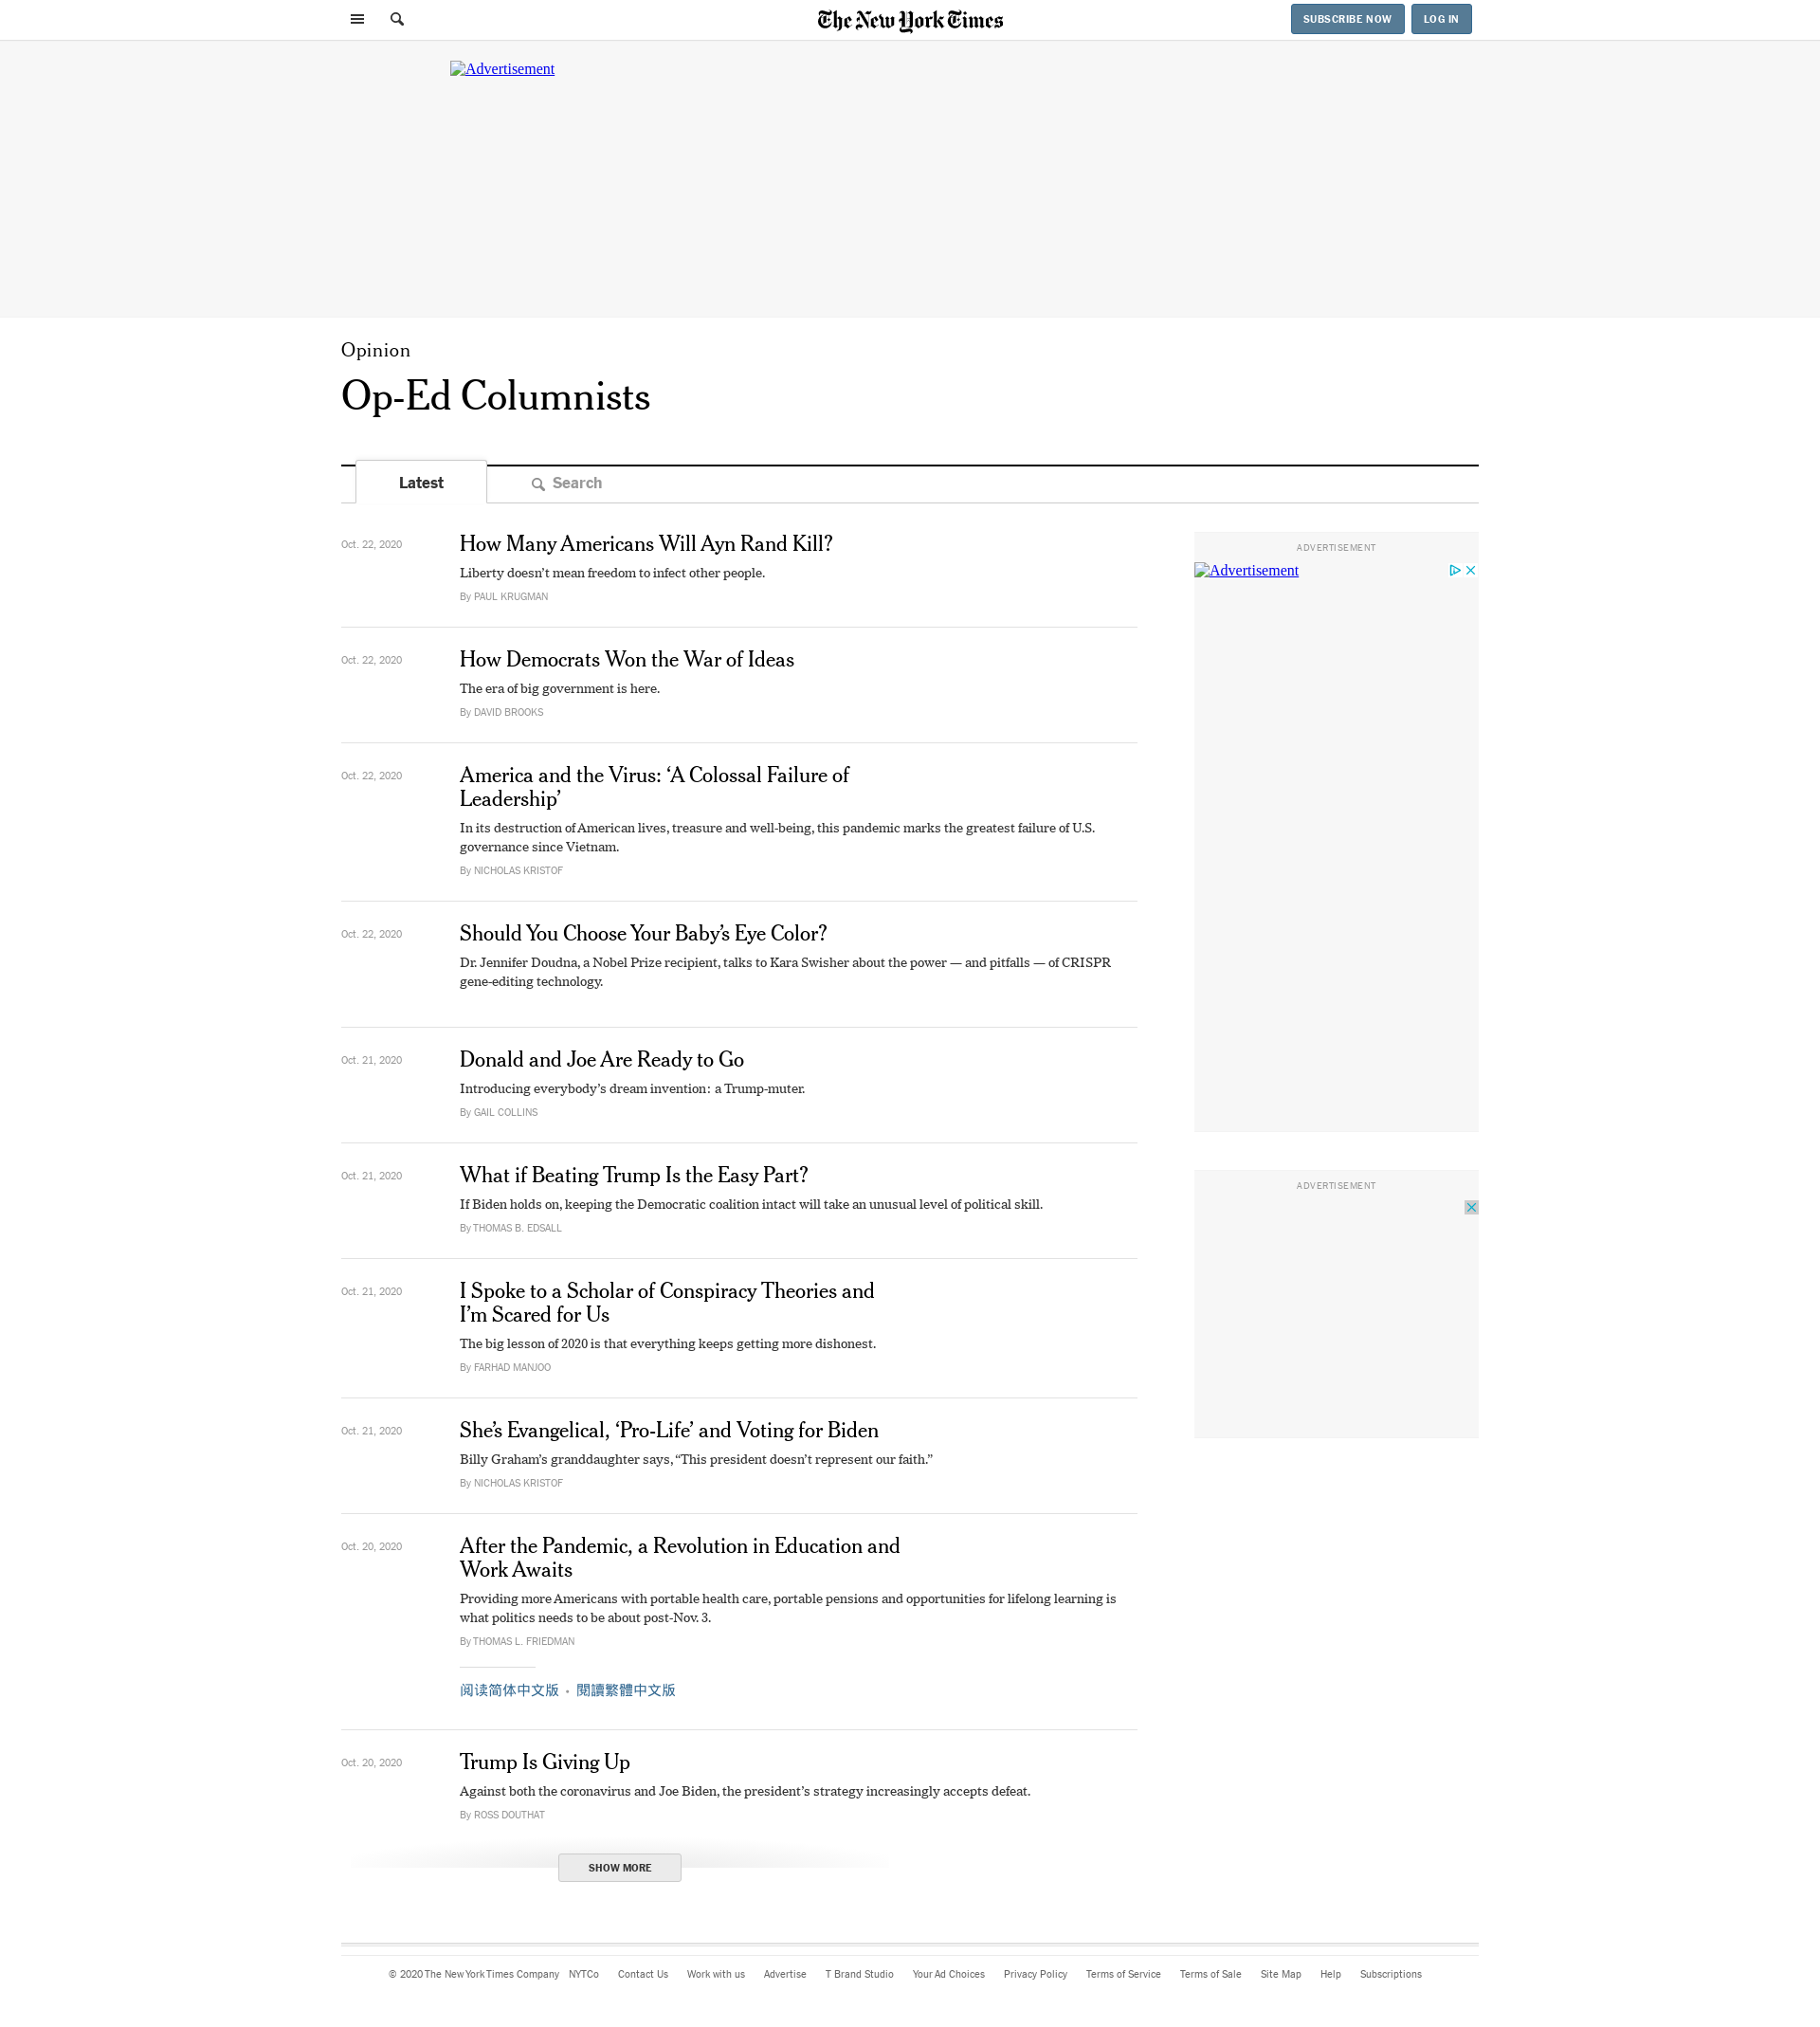 The New York Times
SUBSCRIBE NOW
LOG IN
Advertisement
Opinion
Op-Ed Columnists
Latest
Search
Oct. 22, 2020
How Many Americans Will Ayn Rand Kill?
Liberty doesn’t mean freedom to infect other people.
By PAUL KRUGMAN
Oct. 22, 2020
How Democrats Won the War of Ideas
The era of big government is here.
By DAVID BROOKS
Oct. 22, 2020
America and the Virus: ‘A Colossal Failure of
Leadership’
In its destruction of American lives, treasure and well-being, this pandemic marks the greatest failure of U.S.
governance since Vietnam.
By NICHOLAS KRISTOF
Oct. 22, 2020
Should You Choose Your Baby’s Eye Color?
Dr. Jennifer Doudna, a Nobel Prize recipient, talks to Kara Swisher about the power — and pitfalls — of CRISPR
gene-editing technology.
Oct. 21, 2020
Donald and Joe Are Ready to Go
Introducing everybody’s dream invention: a Trump-muter.
By GAIL COLLINS
Oct. 21, 2020
What if Beating Trump Is the Easy Part?
If Biden holds on, keeping the Democratic coalition intact will take an unusual level of political skill.
By THOMAS B. EDSALL
Oct. 21, 2020
I Spoke to a Scholar of Conspiracy Theories and
I’m Scared for Us
The big lesson of 2020 is that everything keeps getting more dishonest.
By FARHAD MANJOO
Oct. 21, 2020
She’s Evangelical, ‘Pro-Life’ and Voting for Biden
Billy Graham’s granddaughter says, “This president doesn’t represent our faith.”
By NICHOLAS KRISTOF
Oct. 20, 2020
After the Pandemic, a Revolution in Education and
Work Awaits
Providing more Americans with portable health care, portable pensions and opportunities for lifelong learning is
what politics needs to be about post-Nov. 3.
By THOMAS L. FRIEDMAN
阅读简体中文版 • 閱讀繁體中文版
Oct. 20, 2020
Trump Is Giving Up
Against both the coronavirus and Joe Biden, the president’s strategy increasingly accepts defeat.
By ROSS DOUTHAT
SHOW MORE
ADVERTISEMENT
Advertisement
ADVERTISEMENT
© 2020 The New York Times Company NYTCo Contact Us Work with us Advertise T Brand Studio Your Ad Choices Privacy Policy Terms of Service Terms of Sale Site Map Help Subscriptions